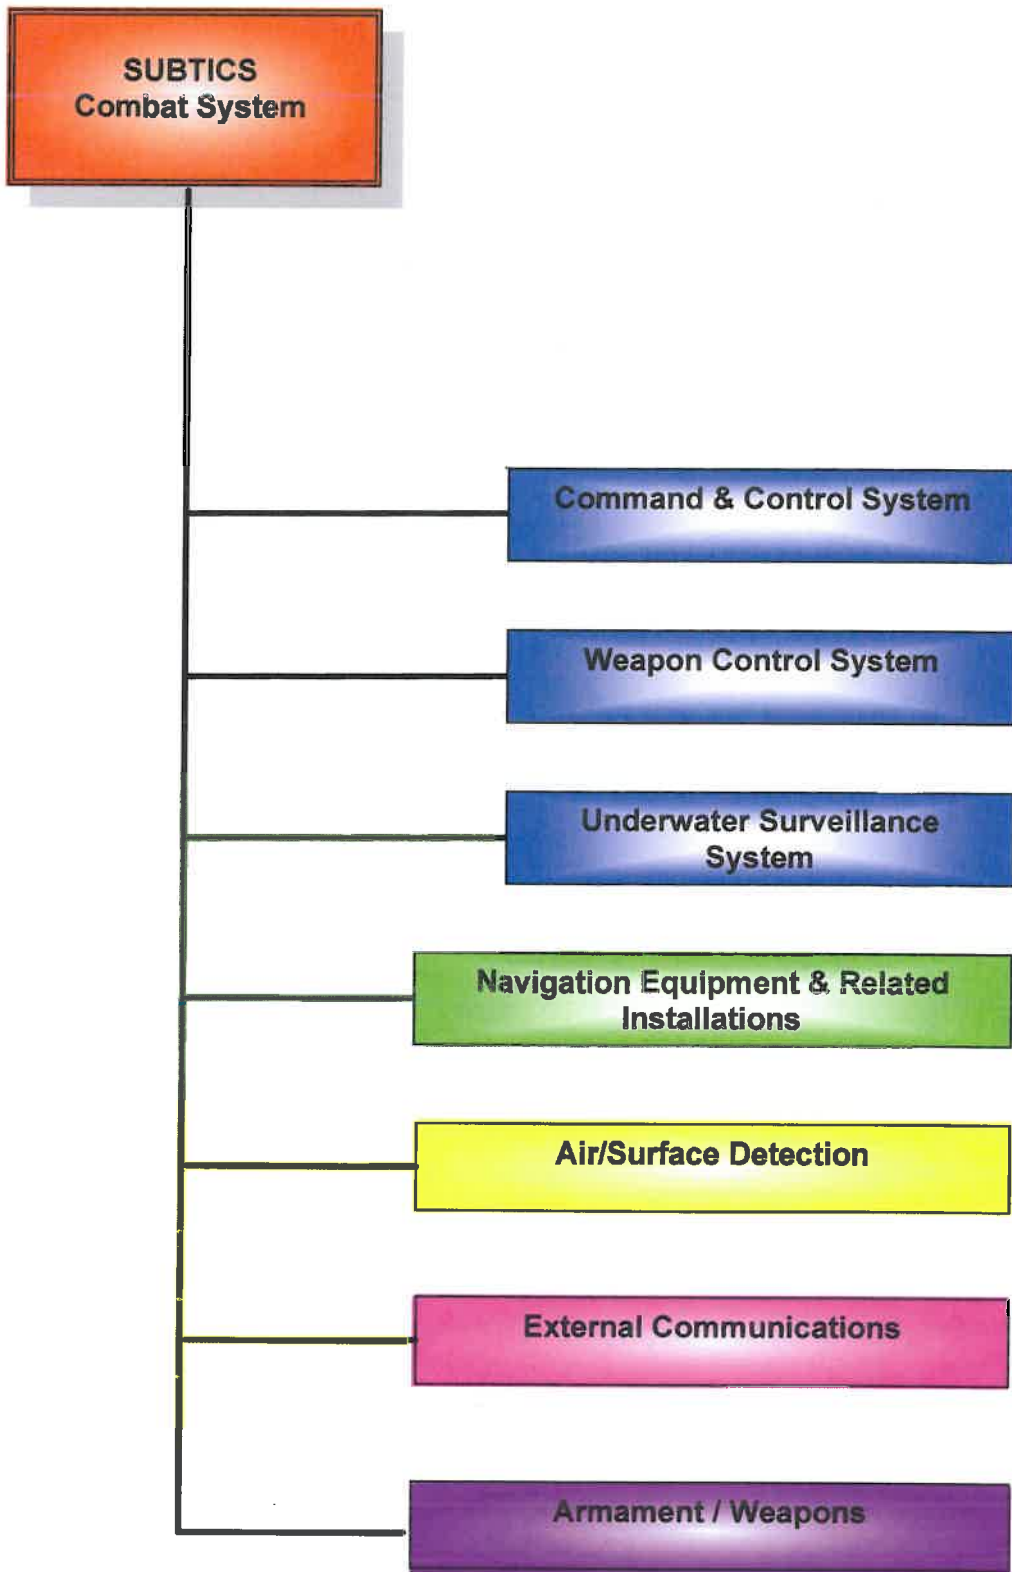 SUBTICS
Combat System
Command & Control System
Weapon Control System
Underwater Surveillance
System
Navigation Equipment & Related
Installations
Air/Surface Detection
External Communications
Armament / Weapons